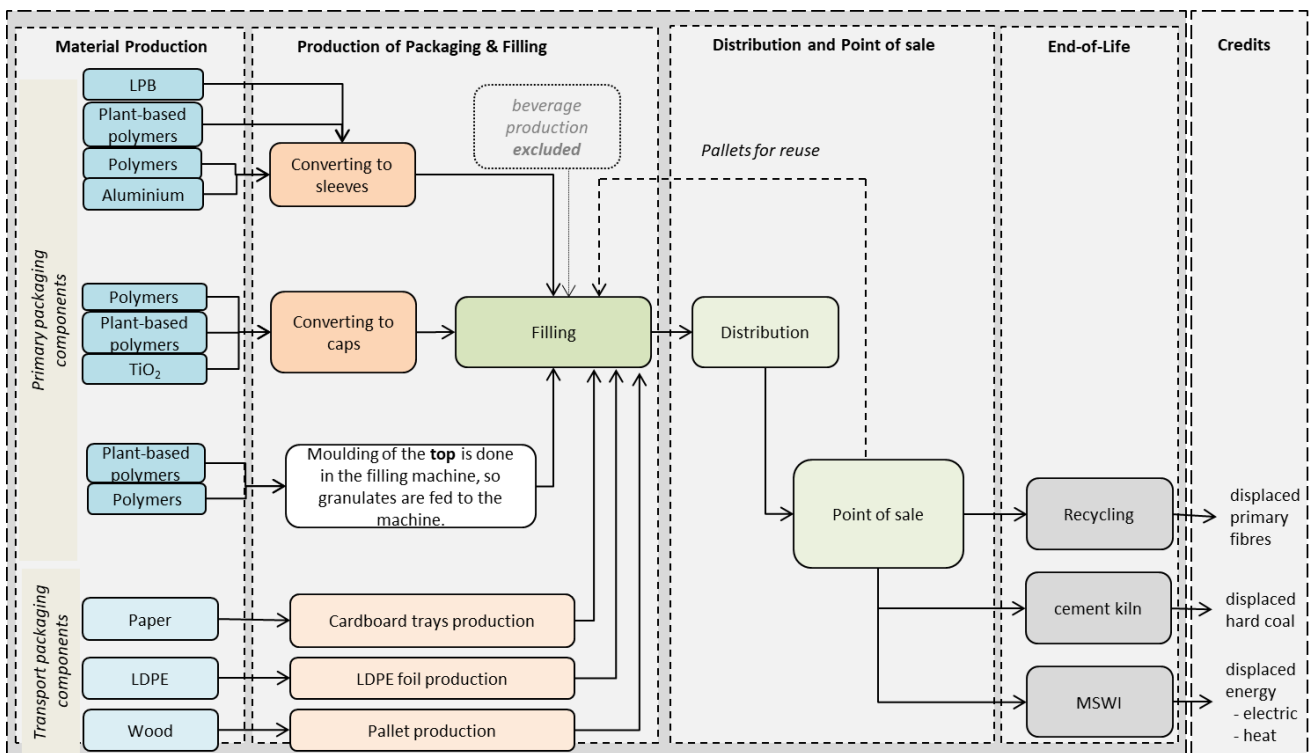 Material Production
Production of Packaging & Filling
Distribution and Point of sale
End-of-Life
Credits
Primary packaging
components
LPB
Plant-based
polymers
Polymers
Aluminium
Converting to
sleeves
beverage
production
excluded
Pallets for reuse
Polymers
Plant-based
polymers
TiO₂
Converting to
caps
Filling
Distribution
Plant-based
polymers
Polymers
Moulding of the top is done
in the filling machine, so
granulates are fed to the
machine.
Point of sale
Recycling
displaced
primary
fibres
Transport packaging
components
Paper
Cardboard trays production
cement kiln
displaced
hard coal
LDPE
LDPE foil production
Wood
Pallet production
MSWI
displaced
energy
- electric
- heat